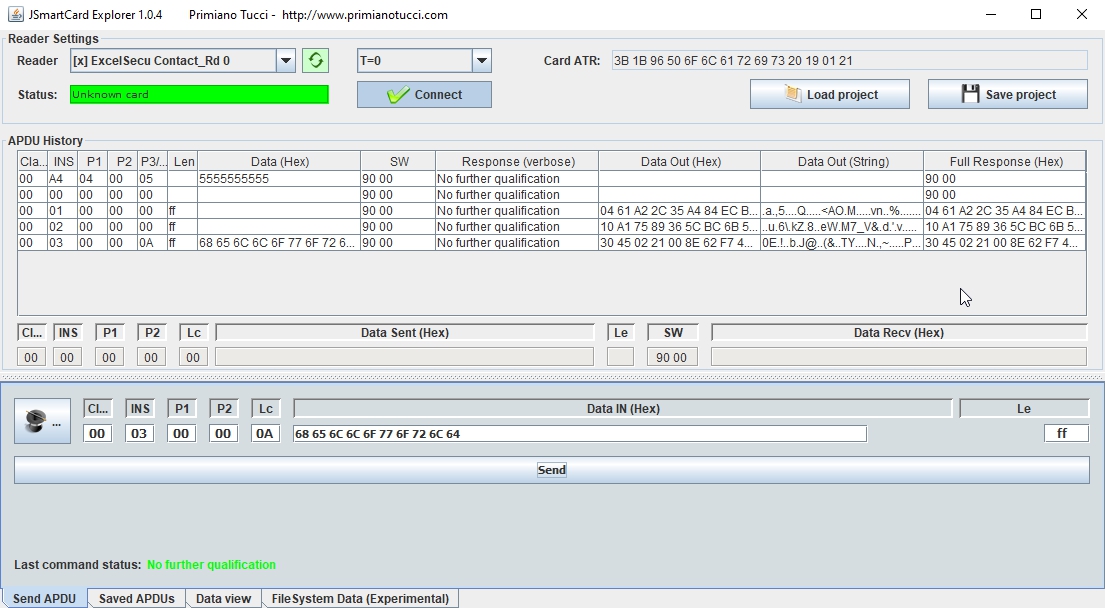 JSmartCard Explorer 1.0.4 Primiano Tucci - http://www.primianotucci.com
Reader Settings
Reader [x] ExcelSecu Contact_Rd 0 T=0 Card ATR: 3B 1B 96 50 6F 6C 61 72 69 73 20 19 01 21
Status: Unknown card Connect Load project Save project
APDU History
Cla... INS P1 P2 P3/... Len Data (Hex) SW Response (verbose) Data Out (Hex) Data Out (String) Full Response (Hex)
00 A4 04 00 05 5555555555 90 00 No further qualification 90 00
00 00 00 00 00 90 00 No further qualification 90 00
00 01 00 00 00 ff 90 00 No further qualification 04 61 A2 2C 35 A4 84 EC B... .a.,5....Q.....<AO.M.....vn..%....... 04 61 A2 2C 35 A4 84 EC B...
00 02 00 00 00 ff 90 00 No further qualification 10 A1 75 89 36 5C BC 6B 5... ..u.6\.kZ.8..eW.M7_V&.d.'.v..... 10 A1 75 89 36 5C BC 6B 5...
00 03 00 00 0A ff 68 65 6C 6C 6F 77 6F 72 6... 90 00 No further qualification 30 45 02 21 00 8E 62 F7 4... 0E.!..b.J@..(&..TY....N.,~.....P... 30 45 02 21 00 8E 62 F7 4...
Cl... INS P1 P2 Lc Data Sent (Hex) Le SW Data Recv (Hex)
00 00 00 00 00 90 00
... Cl... INS P1 P2 Lc Data IN (Hex) Le
00 03 00 00 0A 68 65 6C 6C 6F 77 6F 72 6C 64 ff
Send
Last command status: No further qualification
Send APDU Saved APDUs Data view FileSystem Data (Experimental)